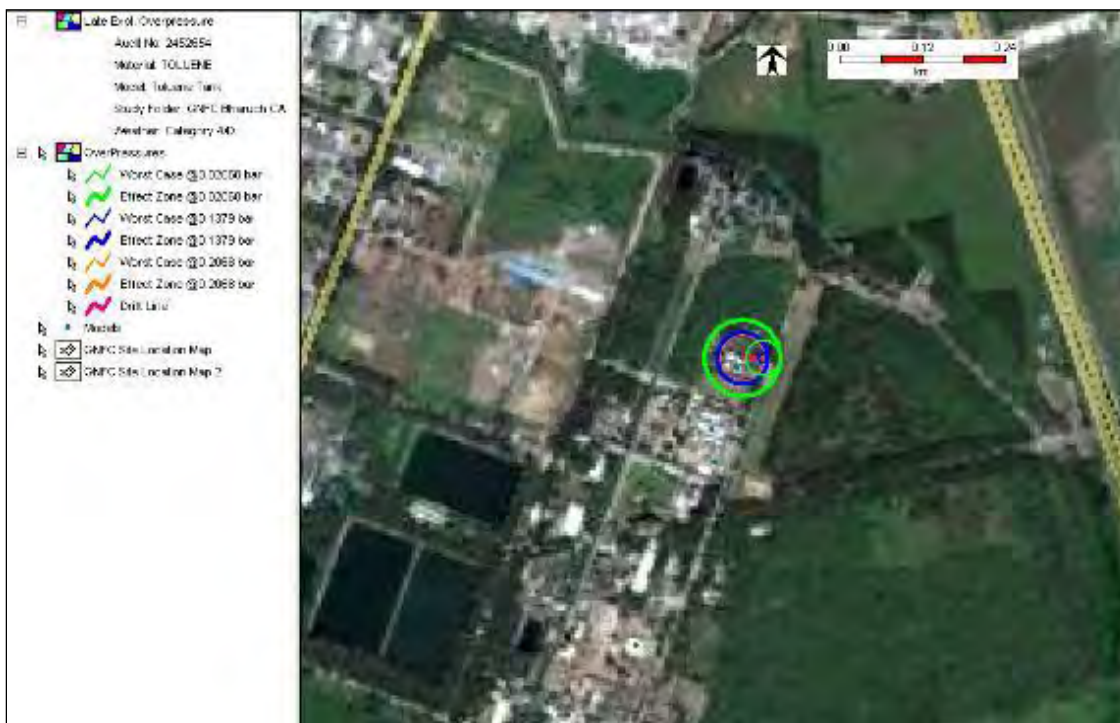 Late Expl. Overpressure
Audit No: 2452654
Material: TOLUENE
Model: Toluene Tank
Study Folder: GNFC Bharuch CA
Weather: Category
OverPressures
Worst Case @0.02068 bar
Effect Zone @0.02068 bar
Worst Case @0.1379 bar
Effect Zone @0.1379 bar
Worst Case @0.2068 bar
Effect Zone @0.2068 bar
Drift Line
Models
GNFC Site Location Map
GNFC Site Location Map 2
0.00 0.12 0.24
km